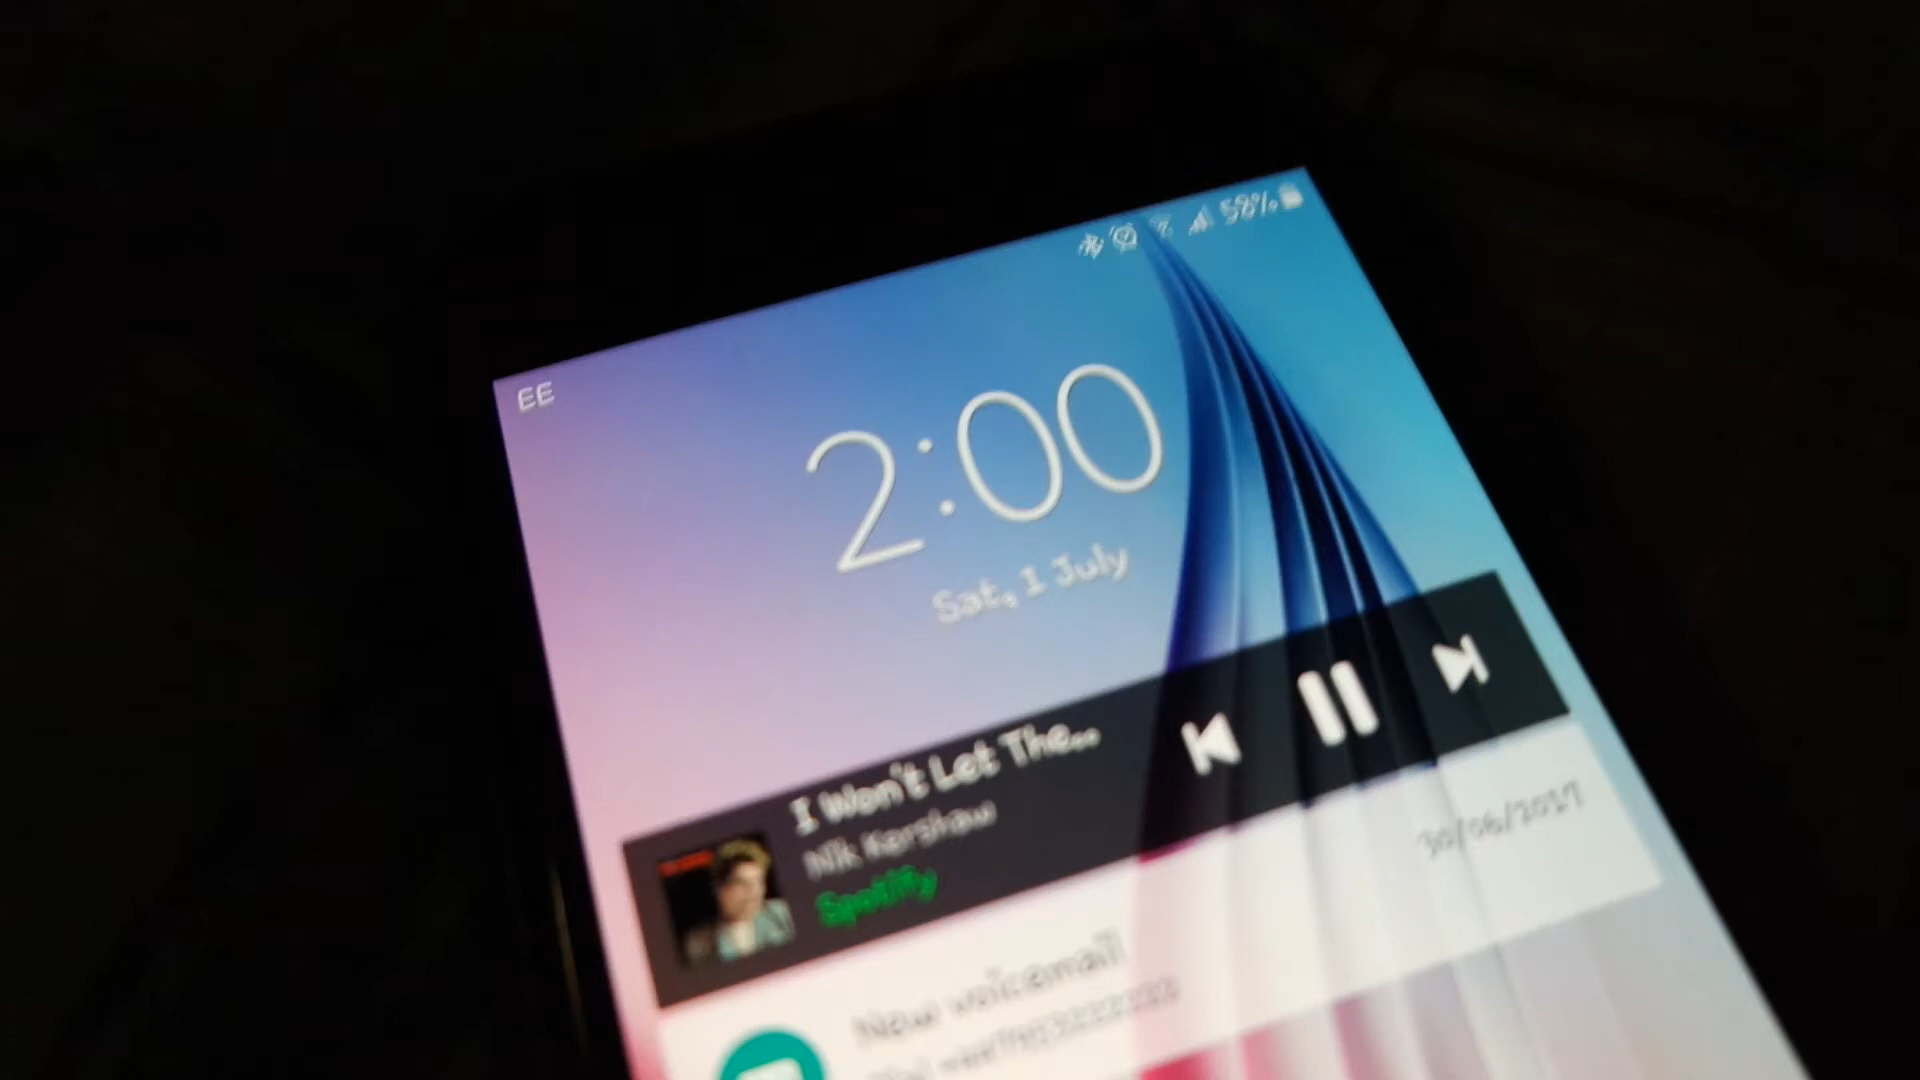 EE
58%
2:00
Sat, 1 July
I Won't Let The...
Nik Kershaw
Spotify
30/06/2017
New voicemail